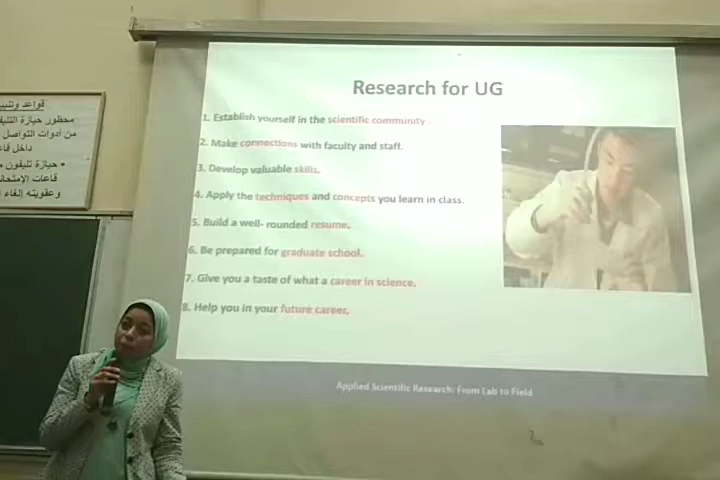 قواعد وتنبي
محظور حيازة التليف
من أدوات التواصل
داخل قا
• حيازة تليفون م
قاعات الإمتحا
وعقوبته إلغاء ا
Research for UG
1. Establish yourself in the scientific community .
2. Make connections with faculty and staff.
3. Develop valuable skills.
4. Apply the techniques and concepts you learn in class.
5. Build a well- rounded resume.
6. Be prepared for graduate school.
7. Give you a taste of what a career in science.
8. Help you in your future career.
Applied Scientific Research: From Lab to Field